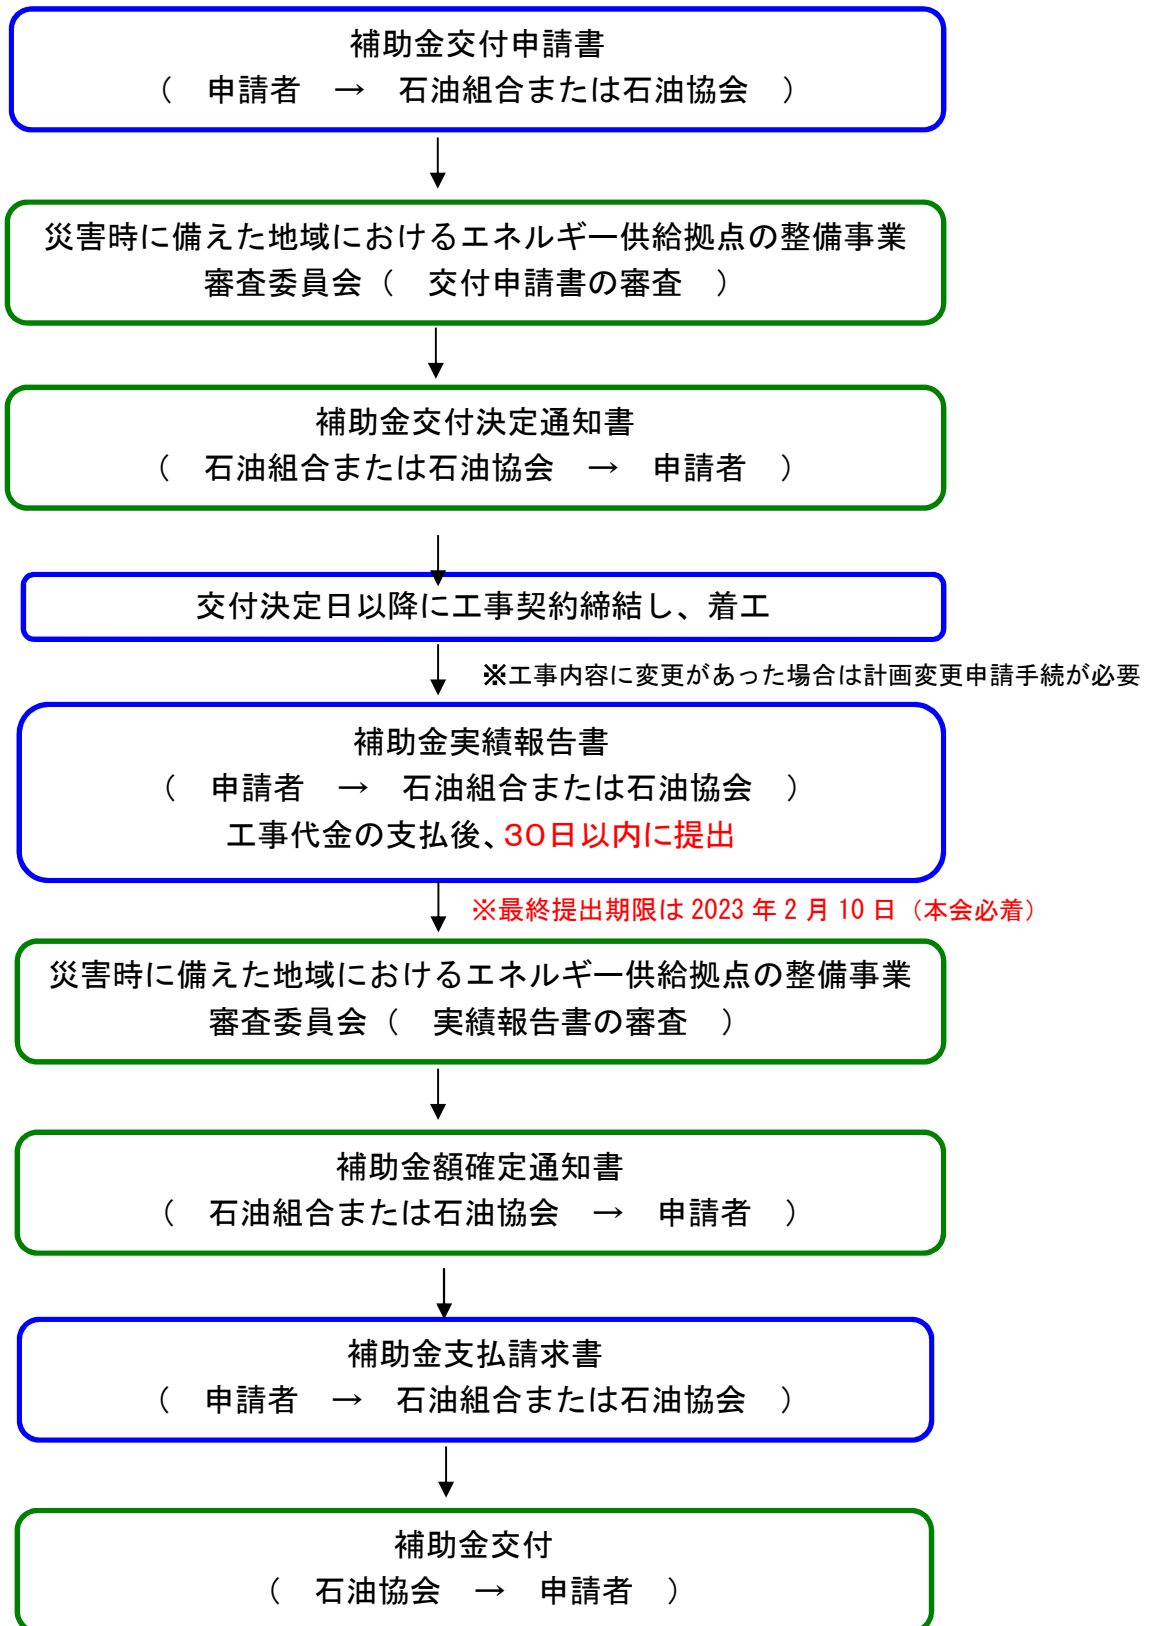 補助金交付申請書
（　申請者　→　石油組合または石油協会　）
災害時に備えた地域におけるエネルギー供給拠点の整備事業
審査委員会（　交付申請書の審査　）
補助金交付決定通知書
（　石油組合または石油協会　→　申請者　）
交付決定日以降に工事契約締結し、着工
※工事内容に変更があった場合は計画変更申請手続が必要
補助金実績報告書
（　申請者　→　石油組合または石油協会　）
工事代金の支払後、３０日以内に提出
※最終提出期限は 2023 年 2 月 10 日（本会必着）
災害時に備えた地域におけるエネルギー供給拠点の整備事業
審査委員会（　実績報告書の審査　）
補助金額確定通知書
（　石油組合または石油協会　→　申請者　）
補助金支払請求書
（　申請者　→　石油組合または石油協会　）
補助金交付
（　石油協会　→　申請者　）